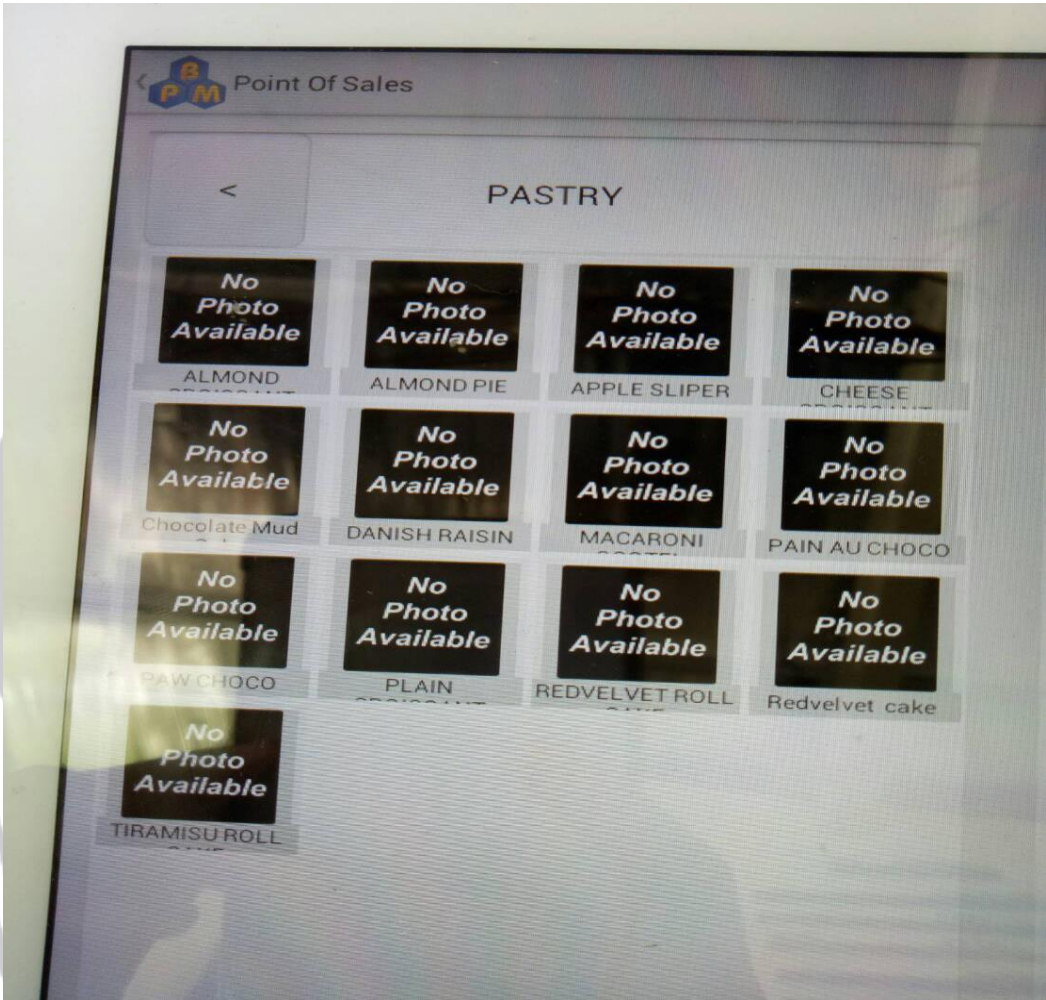 BPM Point Of Sales
<
PASTRY
No
Photo
Available
No
Photo
Available
No
Photo
Available
No
Photo
Available
ALMOND
ALMOND PIE
APPLE SLIPER
CHEESE
No
Photo
Available
No
Photo
Available
No
Photo
Available
No
Photo
Available
Chocolate Mud
DANISH RAISIN
MACARONI
PAIN AU CHOCO
No
Photo
Available
No
Photo
Available
No
Photo
Available
No
Photo
Available
PAW CHOCO
PLAIN
REDVELVET ROLL
Redvelvet cake
No
Photo
Available
TIRAMISU ROLL